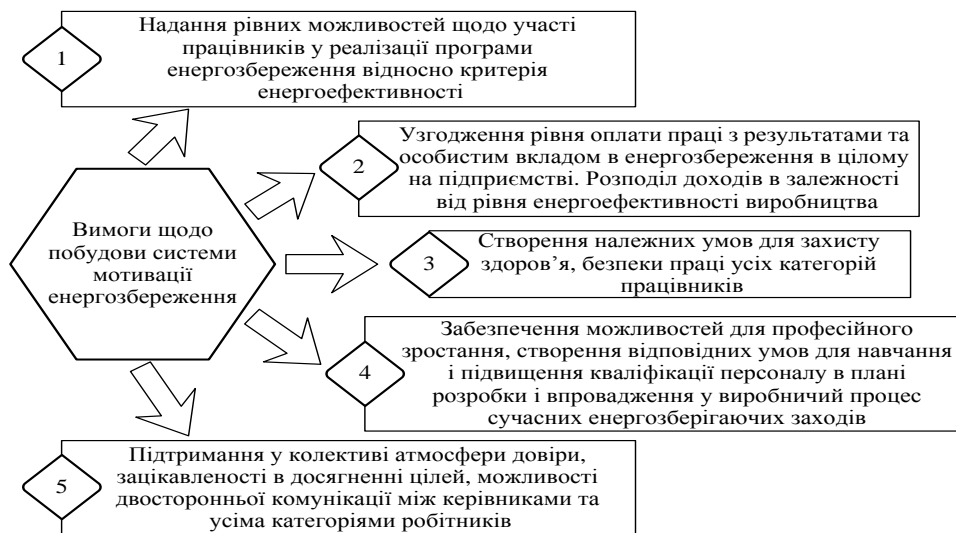 1
Надання рівних можливостей щодо участі
працівників у реалізації програми
енергозбереження відносно критерія
енергоефективності
2
Узгодження рівня оплати праці з результатами та
особистим вкладом в енергозбереження в цілому
на підприємстві. Розподіл доходів в залежності
від рівня енергоефективності виробництва
Вимоги щодо
побудови системи
мотивації
енергозбереження
3
Створення належних умов для захисту
здоров’я, безпеки праці усіх категорій
працівників
4
Забезпечення можливостей для професійного
зростання, створення відповідних умов для навчання
і підвищення кваліфікації персоналу в плані
розробки і впровадження у виробничий процес
сучасних енергозберігаючих заходів
5
Підтримання у колективі атмосфери довіри,
зацікавленості в досягненні цілей, можливості
двосторонньої комунікації між керівниками та
усіма категоріями робітників